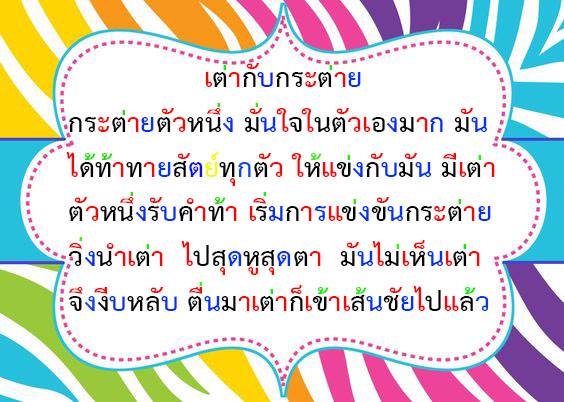 เต่ากับกระต่าย
กระต่ายตัวหนึ่ง มั่นใจในตัวเองมาก มัน
ได้ท้าทายสัตย์ทุกตัว ให้แข่งกับมัน มีเต่า
ตัวหนึ่งรับคำท้า เริ่มการแข่งขันกระต่าย
วิ่งนำเต่า ไปสุดหูสุดตา มันไม่เห็นเต่า
จึงงีบหลับ ตื่นมาเต่าก็เข้าเส้นชัยไปแล้ว